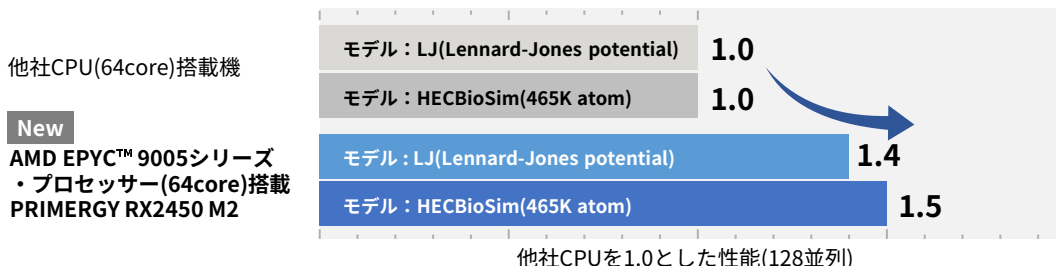 モデル：LJ(Lennard-Jones potential)
1.0
他社CPU(64core)搭載機
モデル：HECBioSim(465K atom)
1.0
New
AMD EPYC™ 9005シリーズ
・プロセッサー(64core)搭載
PRIMERGY RX2450 M2
モデル : LJ(Lennard-Jones potential)
1.4
モデル：HECBioSim(465K atom)
1.5
他社CPUを1.0とした性能(128並列)